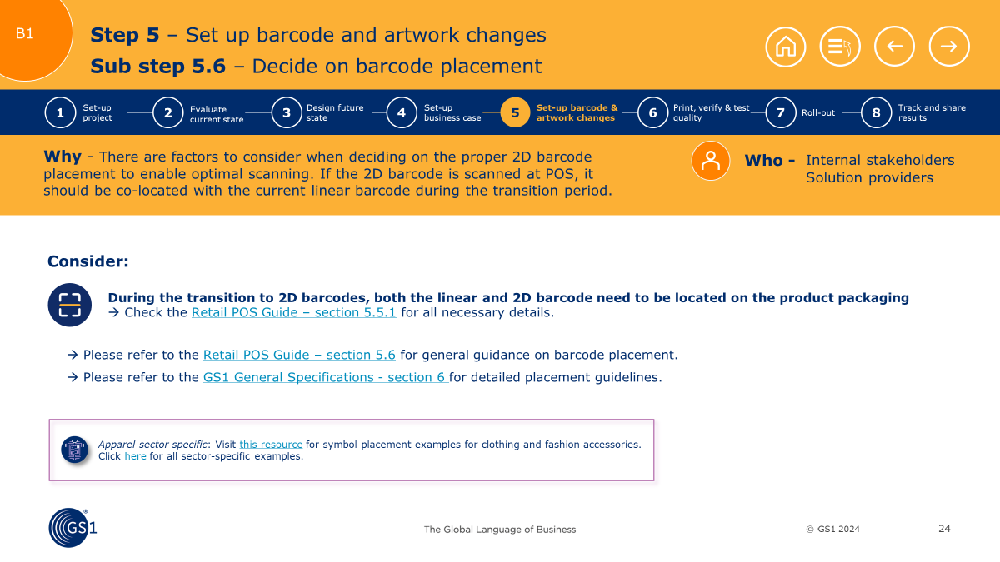 B1
Step 5 – Set up barcode and artwork changes
Sub step 5.6 – Decide on barcode placement
1 Set-up project
2 Evaluate current state
3 Design future state
4 Set-up business case
5 Set-up barcode & artwork changes
6 Print, verify & test quality
7 Roll-out
8 Track and share results
Why - There are factors to consider when deciding on the proper 2D barcode
placement to enable optimal scanning. If the 2D barcode is scanned at POS, it
should be co-located with the current linear barcode during the transition period.
Who - Internal stakeholders
Solution providers
Consider:
During the transition to 2D barcodes, both the linear and 2D barcode need to be located on the product packaging
→ Check the Retail POS Guide – section 5.5.1 for all necessary details.
→ Please refer to the Retail POS Guide – section 5.6 for general guidance on barcode placement.
→ Please refer to the GS1 General Specifications - section 6 for detailed placement guidelines.
Apparel sector specific: Visit this resource for symbol placement examples for clothing and fashion accessories.
Click here for all sector-specific examples.
GS1®
The Global Language of Business
© GS1 2024
24